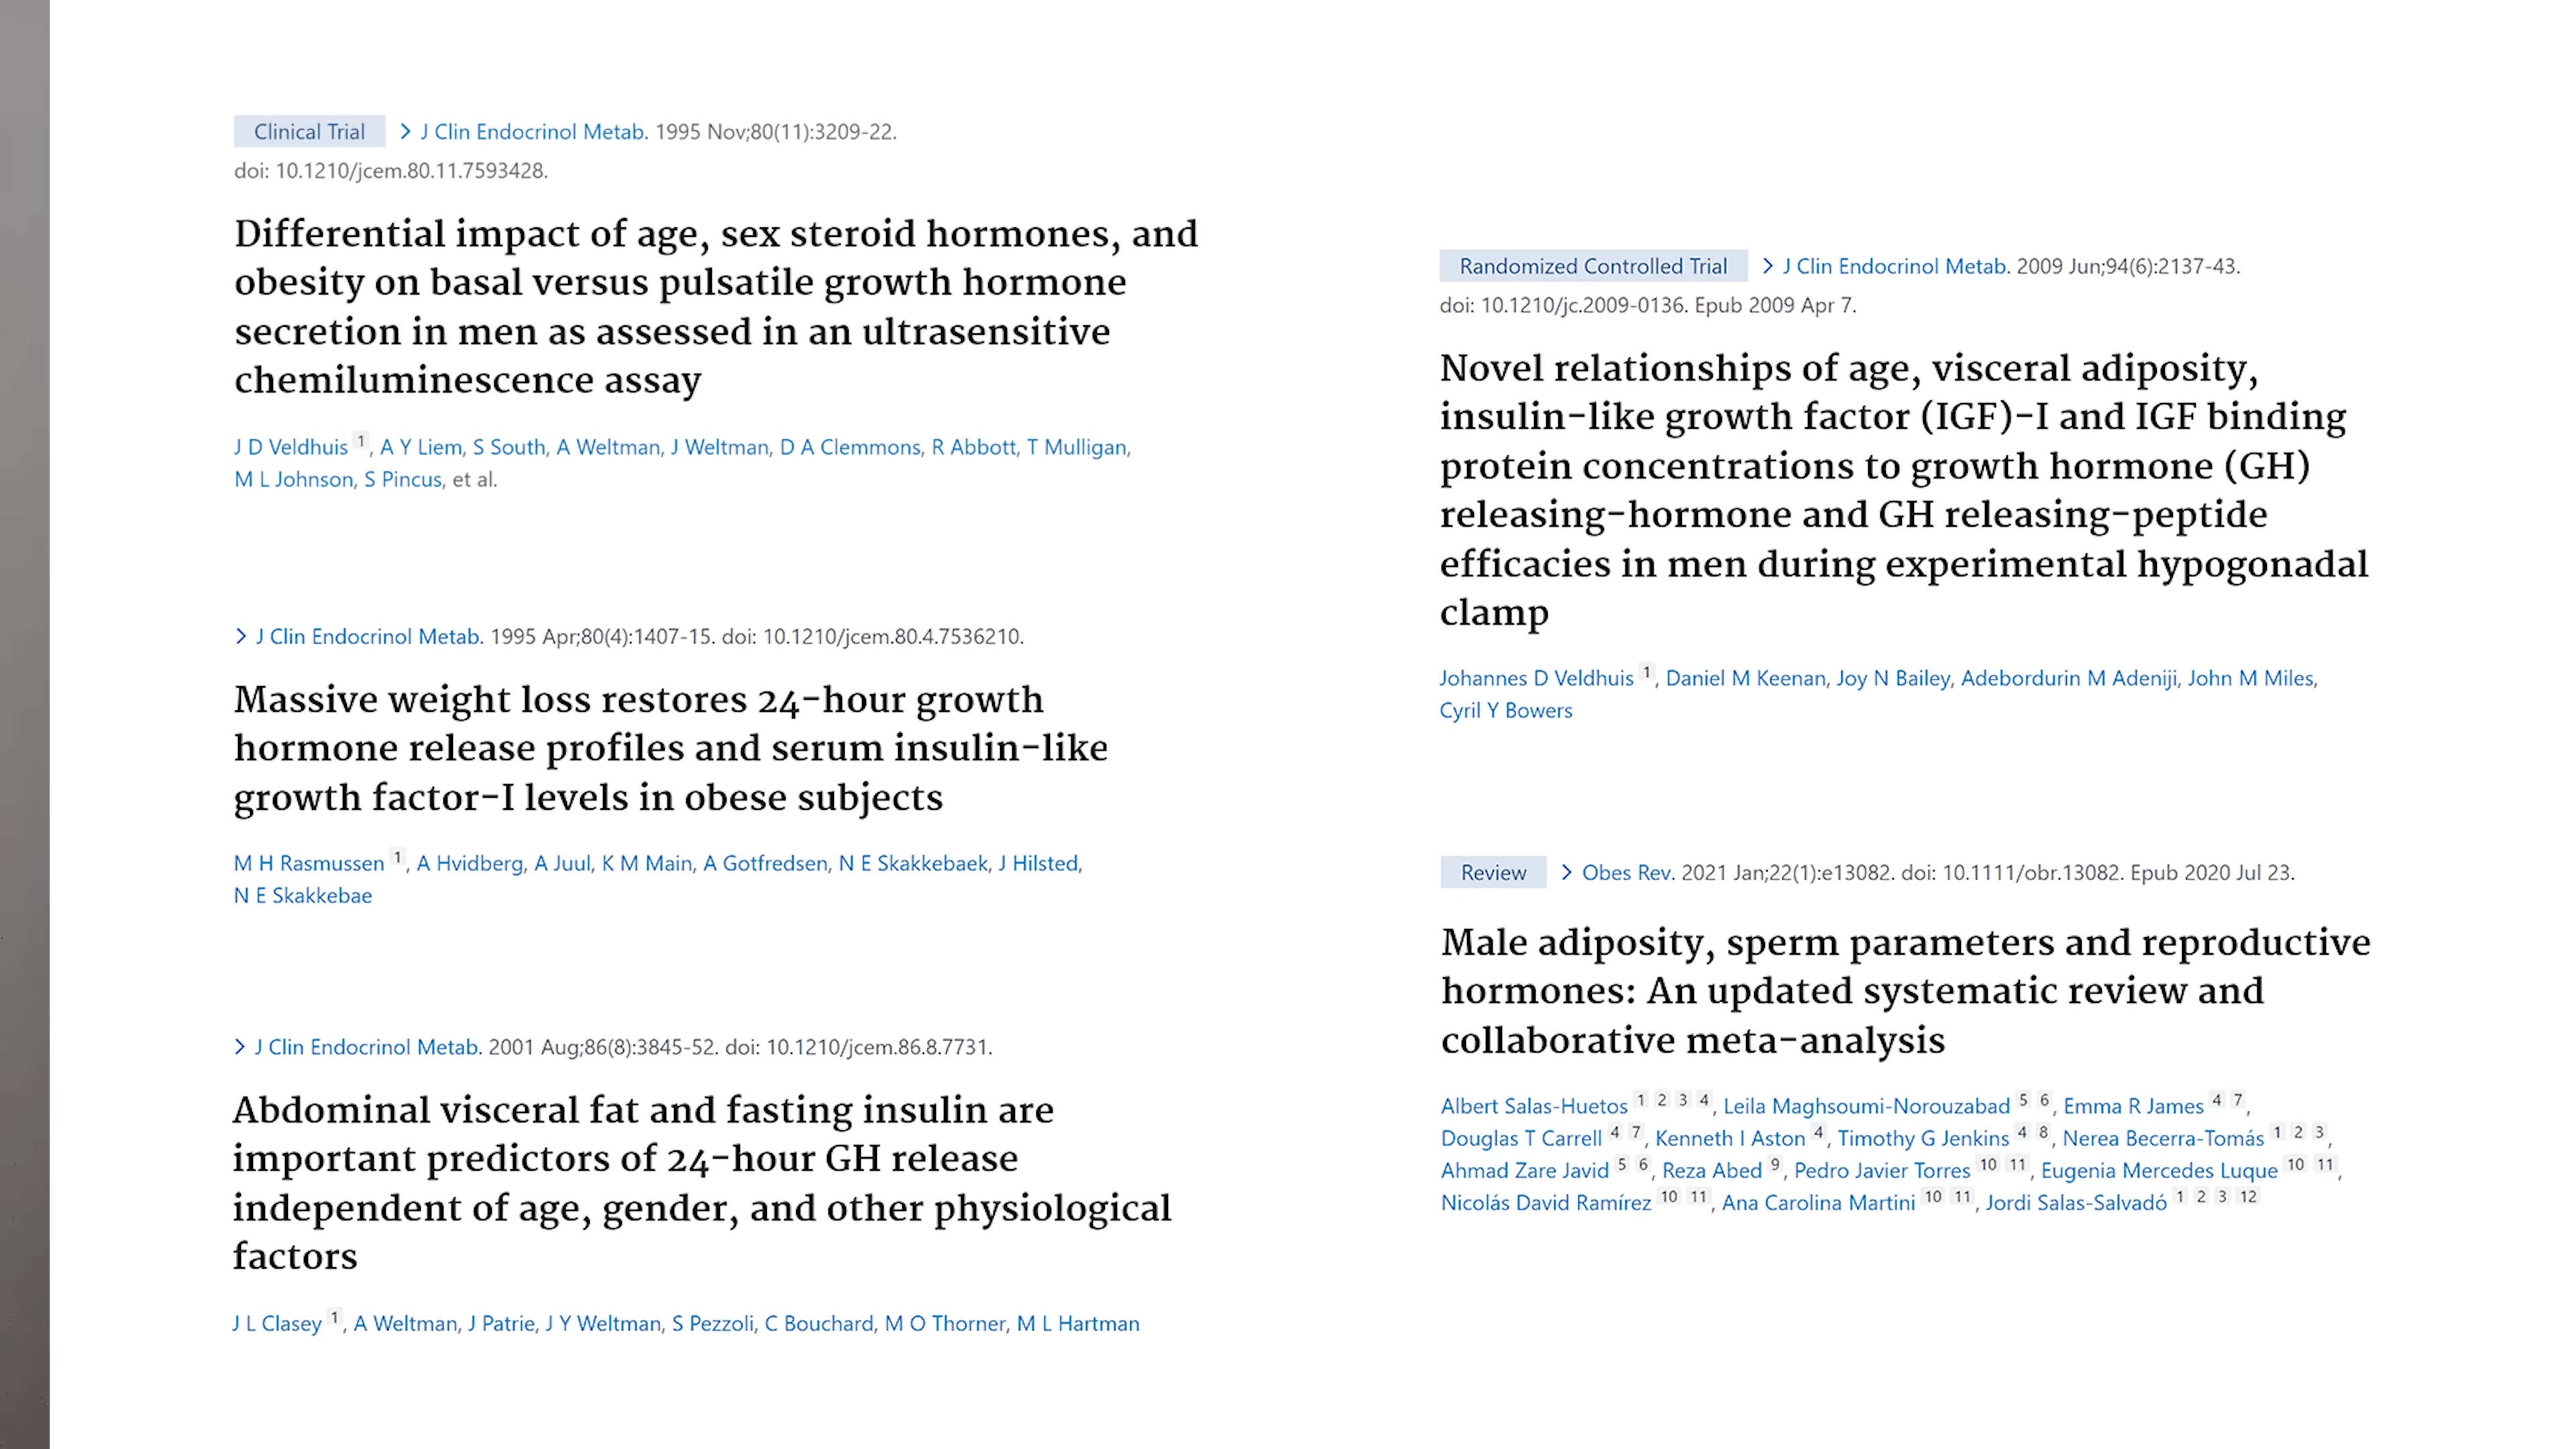 Clinical Trial > J Clin Endocrinol Metab. 1995 Nov;80(11):3209-22.
doi: 10.1210/jcem.80.11.7593428.
Differential impact of age, sex steroid hormones, and
obesity on basal versus pulsatile growth hormone
secretion in men as assessed in an ultrasensitive
chemiluminescence assay
J D Veldhuis 1, A Y Liem, S South, A Weltman, J Weltman, D A Clemmons, R Abbott, T Mulligan,
M L Johnson, S Pincus, et al.
> J Clin Endocrinol Metab. 1995 Apr;80(4):1407-15. doi: 10.1210/jcem.80.4.7536210.
Massive weight loss restores 24-hour growth
hormone release profiles and serum insulin-like
growth factor-I levels in obese subjects
M H Rasmussen 1, A Hvidberg, A Juul, K M Main, A Gotfredsen, N E Skakkebaek, J Hilsted,
N E Skakkebae
> J Clin Endocrinol Metab. 2001 Aug;86(8):3845-52. doi: 10.1210/jcem.86.8.7731.
Abdominal visceral fat and fasting insulin are
important predictors of 24-hour GH release
independent of age, gender, and other physiological
factors
J L Clasey 1, A Weltman, J Patrie, J Y Weltman, S Pezzoli, C Bouchard, M O Thorner, M L Hartman
Randomized Controlled Trial > J Clin Endocrinol Metab. 2009 Jun;94(6):2137-43.
doi: 10.1210/jc.2009-0136. Epub 2009 Apr 7.
Novel relationships of age, visceral adiposity,
insulin-like growth factor (IGF)-I and IGF binding
protein concentrations to growth hormone (GH)
releasing-hormone and GH releasing-peptide
efficacies in men during experimental hypogonadal
clamp
Johannes D Veldhuis 1, Daniel M Keenan, Joy N Bailey, Adebordurin M Adeniji, John M Miles,
Cyril Y Bowers
Review > Obes Rev. 2021 Jan;22(1):e13082. doi: 10.1111/obr.13082. Epub 2020 Jul 23.
Male adiposity, sperm parameters and reproductive
hormones: An updated systematic review and
collaborative meta-analysis
Albert Salas-Huetos 1 2 3 4, Leila Maghsoumi-Norouzabad 5 6, Emma R James 4 7,
Douglas T Carrell 4 7, Kenneth I Aston 4, Timothy G Jenkins 4 8, Nerea Becerra-Tomás 1 2 3,
Ahmad Zare Javid 5 6, Reza Abed 9, Pedro Javier Torres 10 11, Eugenia Mercedes Luque 10 11,
Nicolás David Ramírez 10 11, Ana Carolina Martini 10 11, Jordi Salas-Salvadó 1 2 3 12